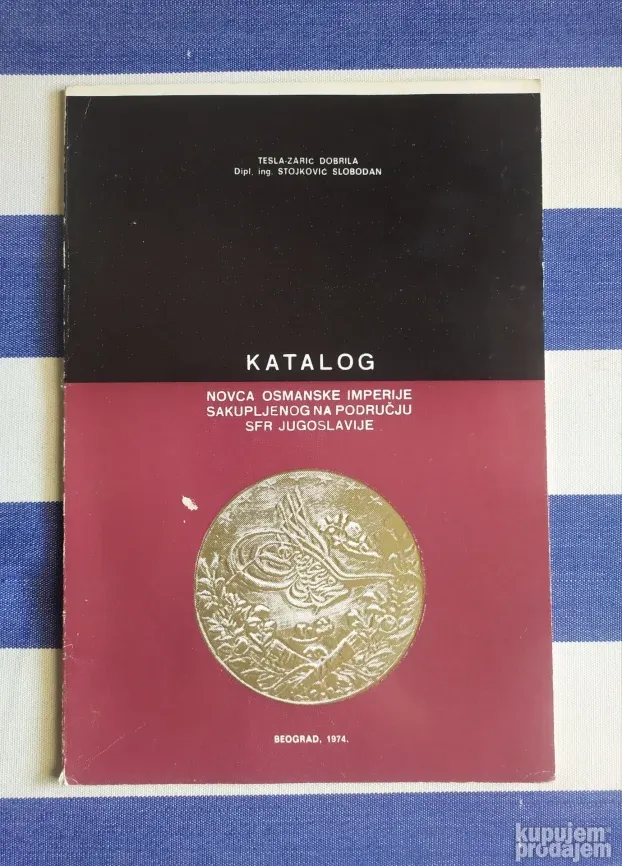 TESLA-ZARIĆ DOBRILA
Dipl. ing. STOJKOVIĆ SLOBODAN
KATALOG
NOVCA OSMANSKE IMPERIJE
SAKUPLJENOG NA PODRUČJU
SFR JUGOSLAVIJE
BEOGRAD, 1974.
kupujem
prodajem